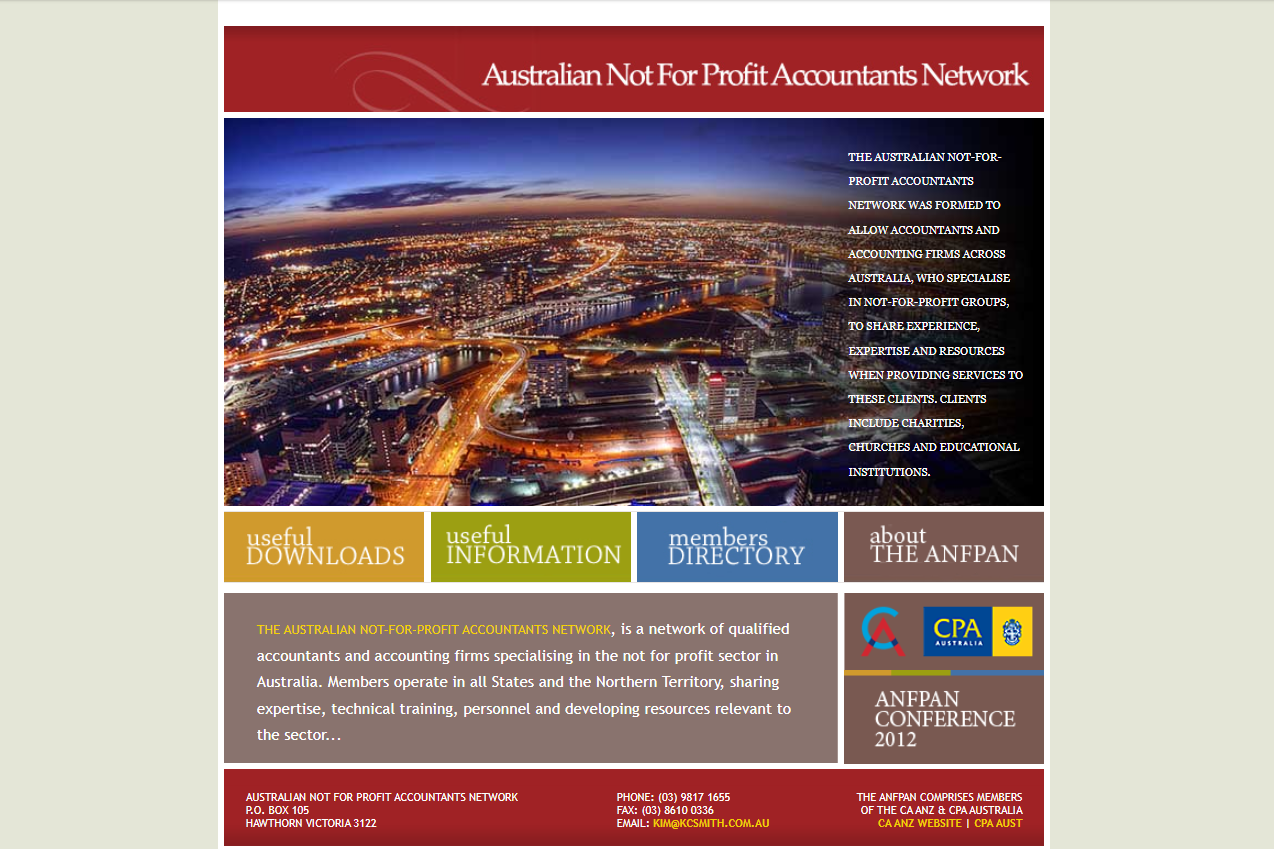 Australian Not For Profit Accountants Network
THE AUSTRALIAN NOT-FOR-
PROFIT ACCOUNTANTS
NETWORK WAS FORMED TO
ALLOW ACCOUNTANTS AND
ACCOUNTING FIRMS ACROSS
AUSTRALIA, WHO SPECIALISE
IN NOT-FOR-PROFIT GROUPS,
TO SHARE EXPERIENCE,
EXPERTISE AND RESOURCES
WHEN PROVIDING SERVICES TO
THESE CLIENTS. CLIENTS
INCLUDE CHARITIES,
CHURCHES AND EDUCATIONAL
INSTITUTIONS.
useful
DOWNLOADS
useful
INFORMATION
members
DIRECTORY
about
THE ANFPAN
THE AUSTRALIAN NOT-FOR-PROFIT ACCOUNTANTS NETWORK, is a network of qualified
accountants and accounting firms specialising in the not for profit sector in
Australia. Members operate in all States and the Northern Territory, sharing
expertise, technical training, personnel and developing resources relevant to
the sector...
CPA
AUSTRALIA
ANFPAN
CONFERENCE
2012
AUSTRALIAN NOT FOR PROFIT ACCOUNTANTS NETWORK
P.O. BOX 105
HAWTHORN VICTORIA 3122
PHONE: (03) 9817 1655
FAX: (03) 8610 0336
EMAIL: KIM@KCSMITH.COM.AU
THE ANFPAN COMPRISES MEMBERS
OF THE CA ANZ & CPA AUSTRALIA
CA ANZ WEBSITE | CPA AUST